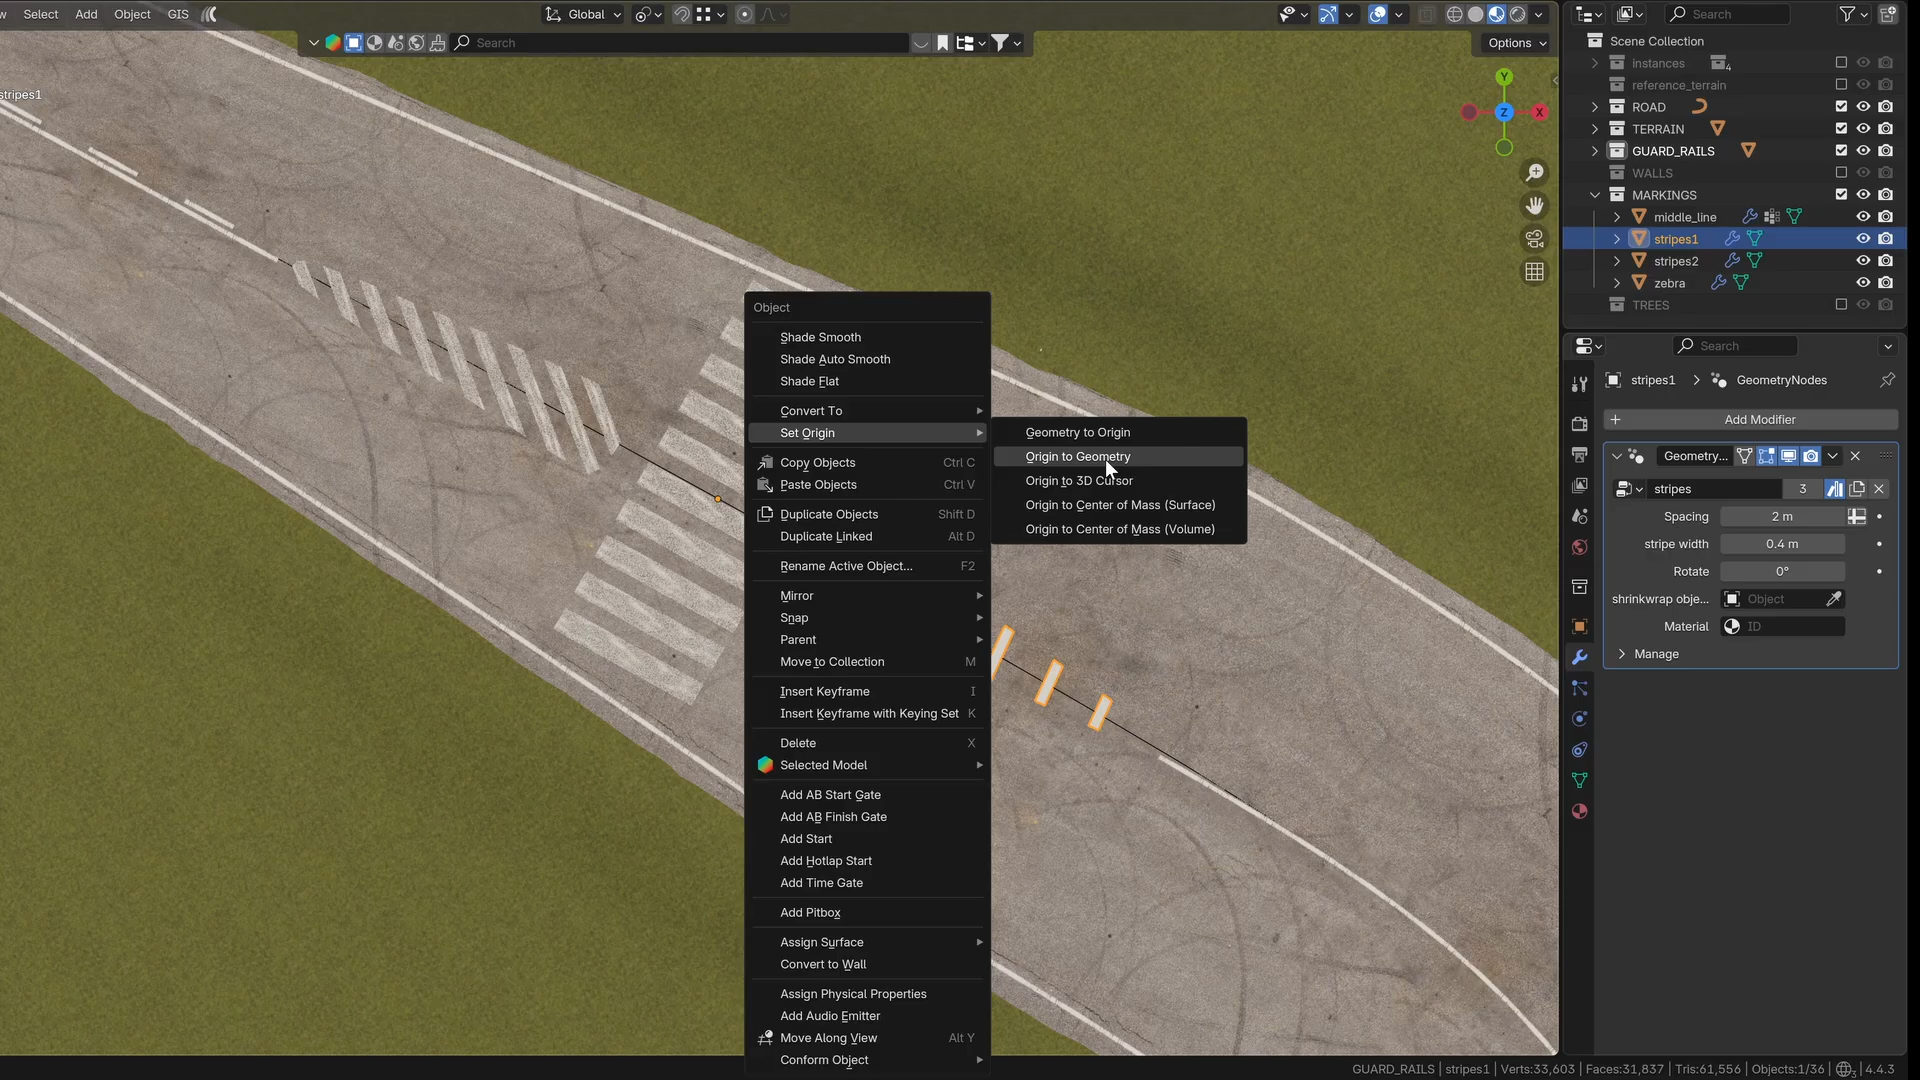 Select
Add
Object
GIS
Global
Search
Options
stripes1
Y
Z
X
Object
Shade Smooth
Shade Auto Smooth
Shade Flat
Convert To
Set Origin
Copy Objects Ctrl C
Paste Objects Ctrl V
Duplicate Objects Shift D
Duplicate Linked Alt D
Rename Active Object... F2
Mirror
Snap
Parent
Move to Collection M
Insert Keyframe I
Insert Keyframe with Keying Set K
Delete X
Selected Model
Add AB Start Gate
Add AB Finish Gate
Add Start
Add Hotlap Start
Add Time Gate
Add Pitbox
Assign Surface
Convert to Wall
Assign Physical Properties
Add Audio Emitter
Move Along View Alt Y
Conform Object
Geometry to Origin
Origin to Geometry
Origin to 3D Cursor
Origin to Center of Mass (Surface)
Origin to Center of Mass (Volume)
Search
Scene Collection
instances 4
reference_terrain
ROAD
TERRAIN
GUARD_RAILS
WALLS
MARKINGS
middle_line
stripes1
stripes2
zebra
TREES
Search
stripes1 > GeometryNodes
+ Add Modifier
Geometry...
stripes 3
Spacing 2 m
stripe width 0.4 m
Rotate 0°
shrinkwrap obje... Object
Material ID
Manage
GUARD_RAILS | stripes1 | Verts:33,603 | Faces:31,837 | Tris:61,556 | Objects:1/36 | 3 | 4.4.3